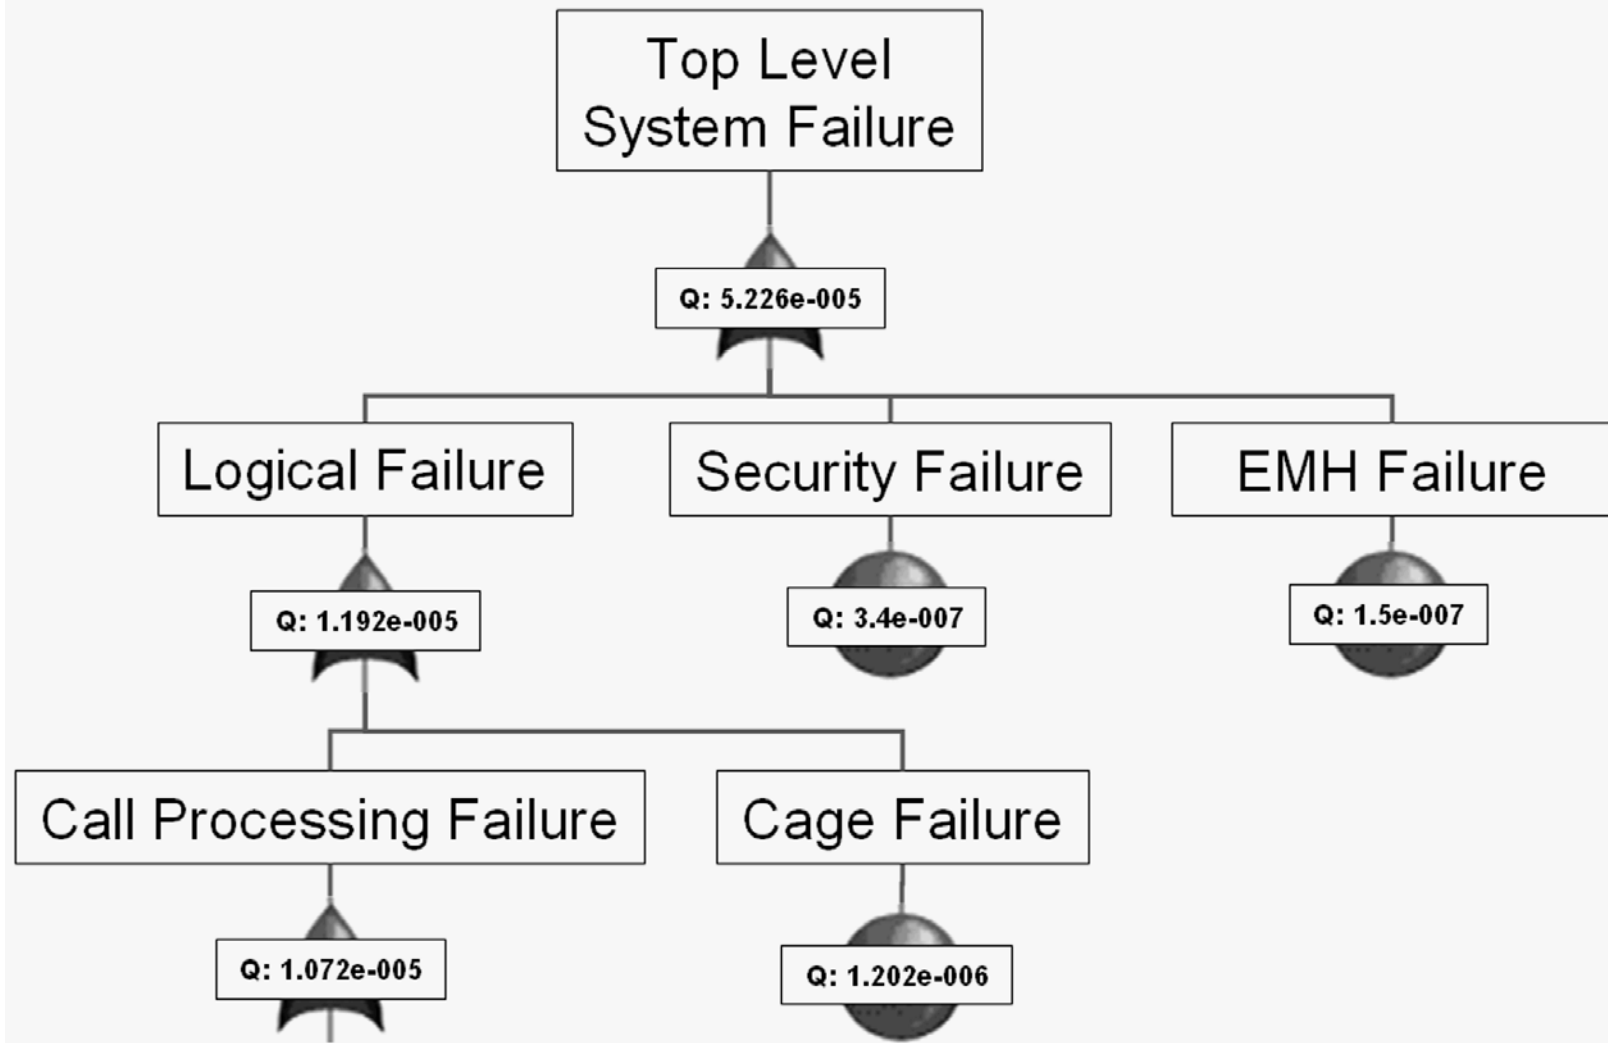 Top Level
System Failure
Q: 5.226e-005
Logical Failure
Security Failure
EMH Failure
Q: 1.192e-005
Q: 3.4e-007
Q: 1.5e-007
Call Processing Failure
Cage Failure
Q: 1.072e-005
Q: 1.202e-006